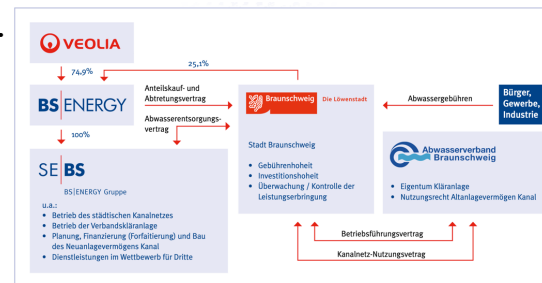 VEOLIA
74,9%
25,1%
BS|ENERGY
Anteilskauf- und
Abtretungsvertrag
Braunschweig
Die Löwenstadt
Abwassergebühren
Bürger,
Gewerbe,
Industrie
100%
Abwasserentsorgungs-
vertrag
SE|BS
BS|ENERGY Gruppe
u.a.:
• Betrieb des städtischen Kanalnetzes
• Betrieb der Verbandskläranlage
• Planung, Finanzierung (Forfaitierung) und Bau
des Neuanlagevermögens Kanal
• Dienstleistungen im Wettbewerb für Dritte
Stadt Braunschweig
• Gebührenhoheit
• Investitionshoheit
• Überwachung / Kontrolle der
Leistungserbringung
Abwasserverband
Braunschweig
• Eigentum Kläranlage
• Nutzungsrecht Altanlagevermögen Kanal
Betriebsführungsvertrag
Kanalnetz-Nutzungsvetrag